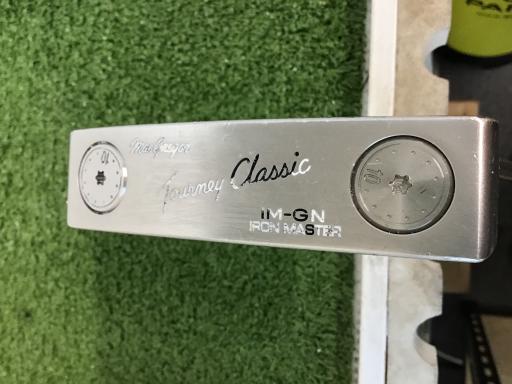 MacGregor
Tourney Classic
IM-GN
IRON MASTER
10
10